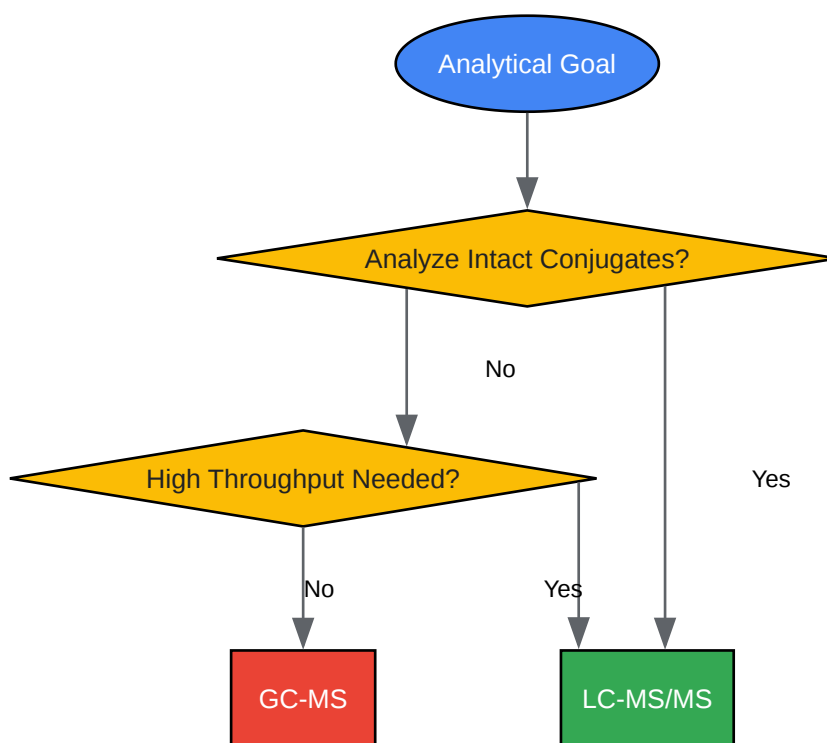 Analytical Goal
Analyze Intact Conjugates?
No
High Throughput Needed?
Yes
No
Yes
GC-MS
LC-MS/MS